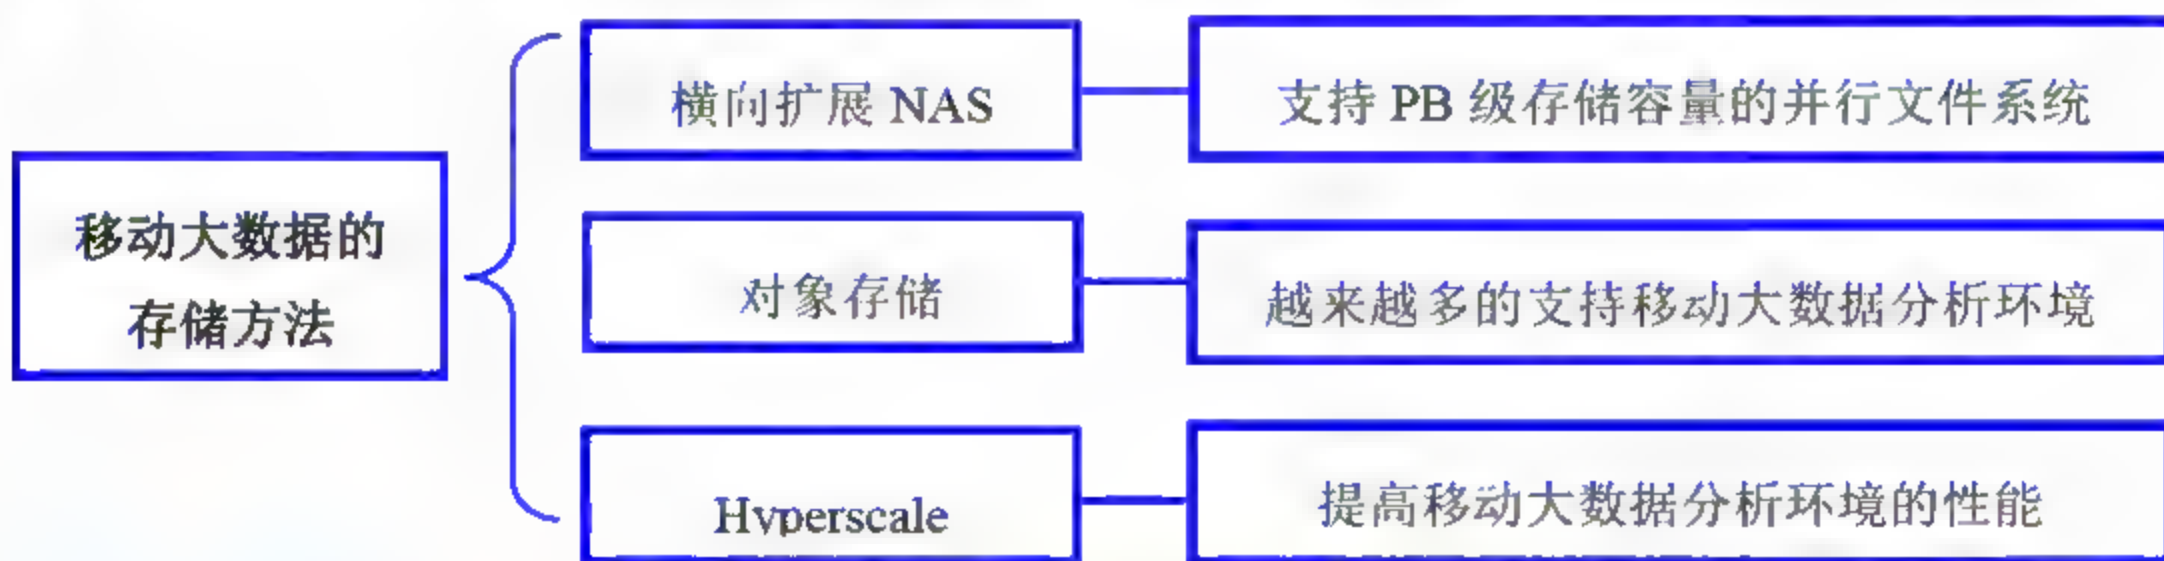 移动大数据的
存储方法
横向扩展 NAS
支持 PB 级存储容量的并行文件系统
对象存储
越来越多的支持移动大数据分析环境
Hyperscale
提高移动大数据分析环境的性能